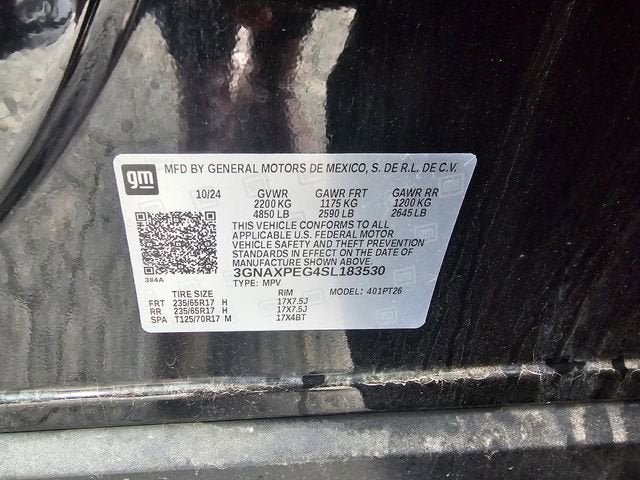 gm
MFD BY GENERAL MOTORS DE MEXICO, S. DE R.L. DE C.V.
10/24 GVWR GAWR FRT GAWR RR
2200 KG 1175 KG 1200 KG
4850 LB 2590 LB 2645 LB
THIS VEHICLE CONFORMS TO ALL
APPLICABLE U.S. FEDERAL MOTOR
VEHICLE SAFETY AND THEFT PREVENTION
STANDARDS IN EFFECT ON THE DATE OF
MANUFACTURE SHOWN ABOVE.
3GNAXPEG4SL183530
384A TYPE: MPV
TIRE SIZE RIM MODEL: 401PT26
FRT 235/65R17 H 17X7.5J
RR 235/65R17 H 17X7.5J
SPA T125/70R17 M 17X4BT